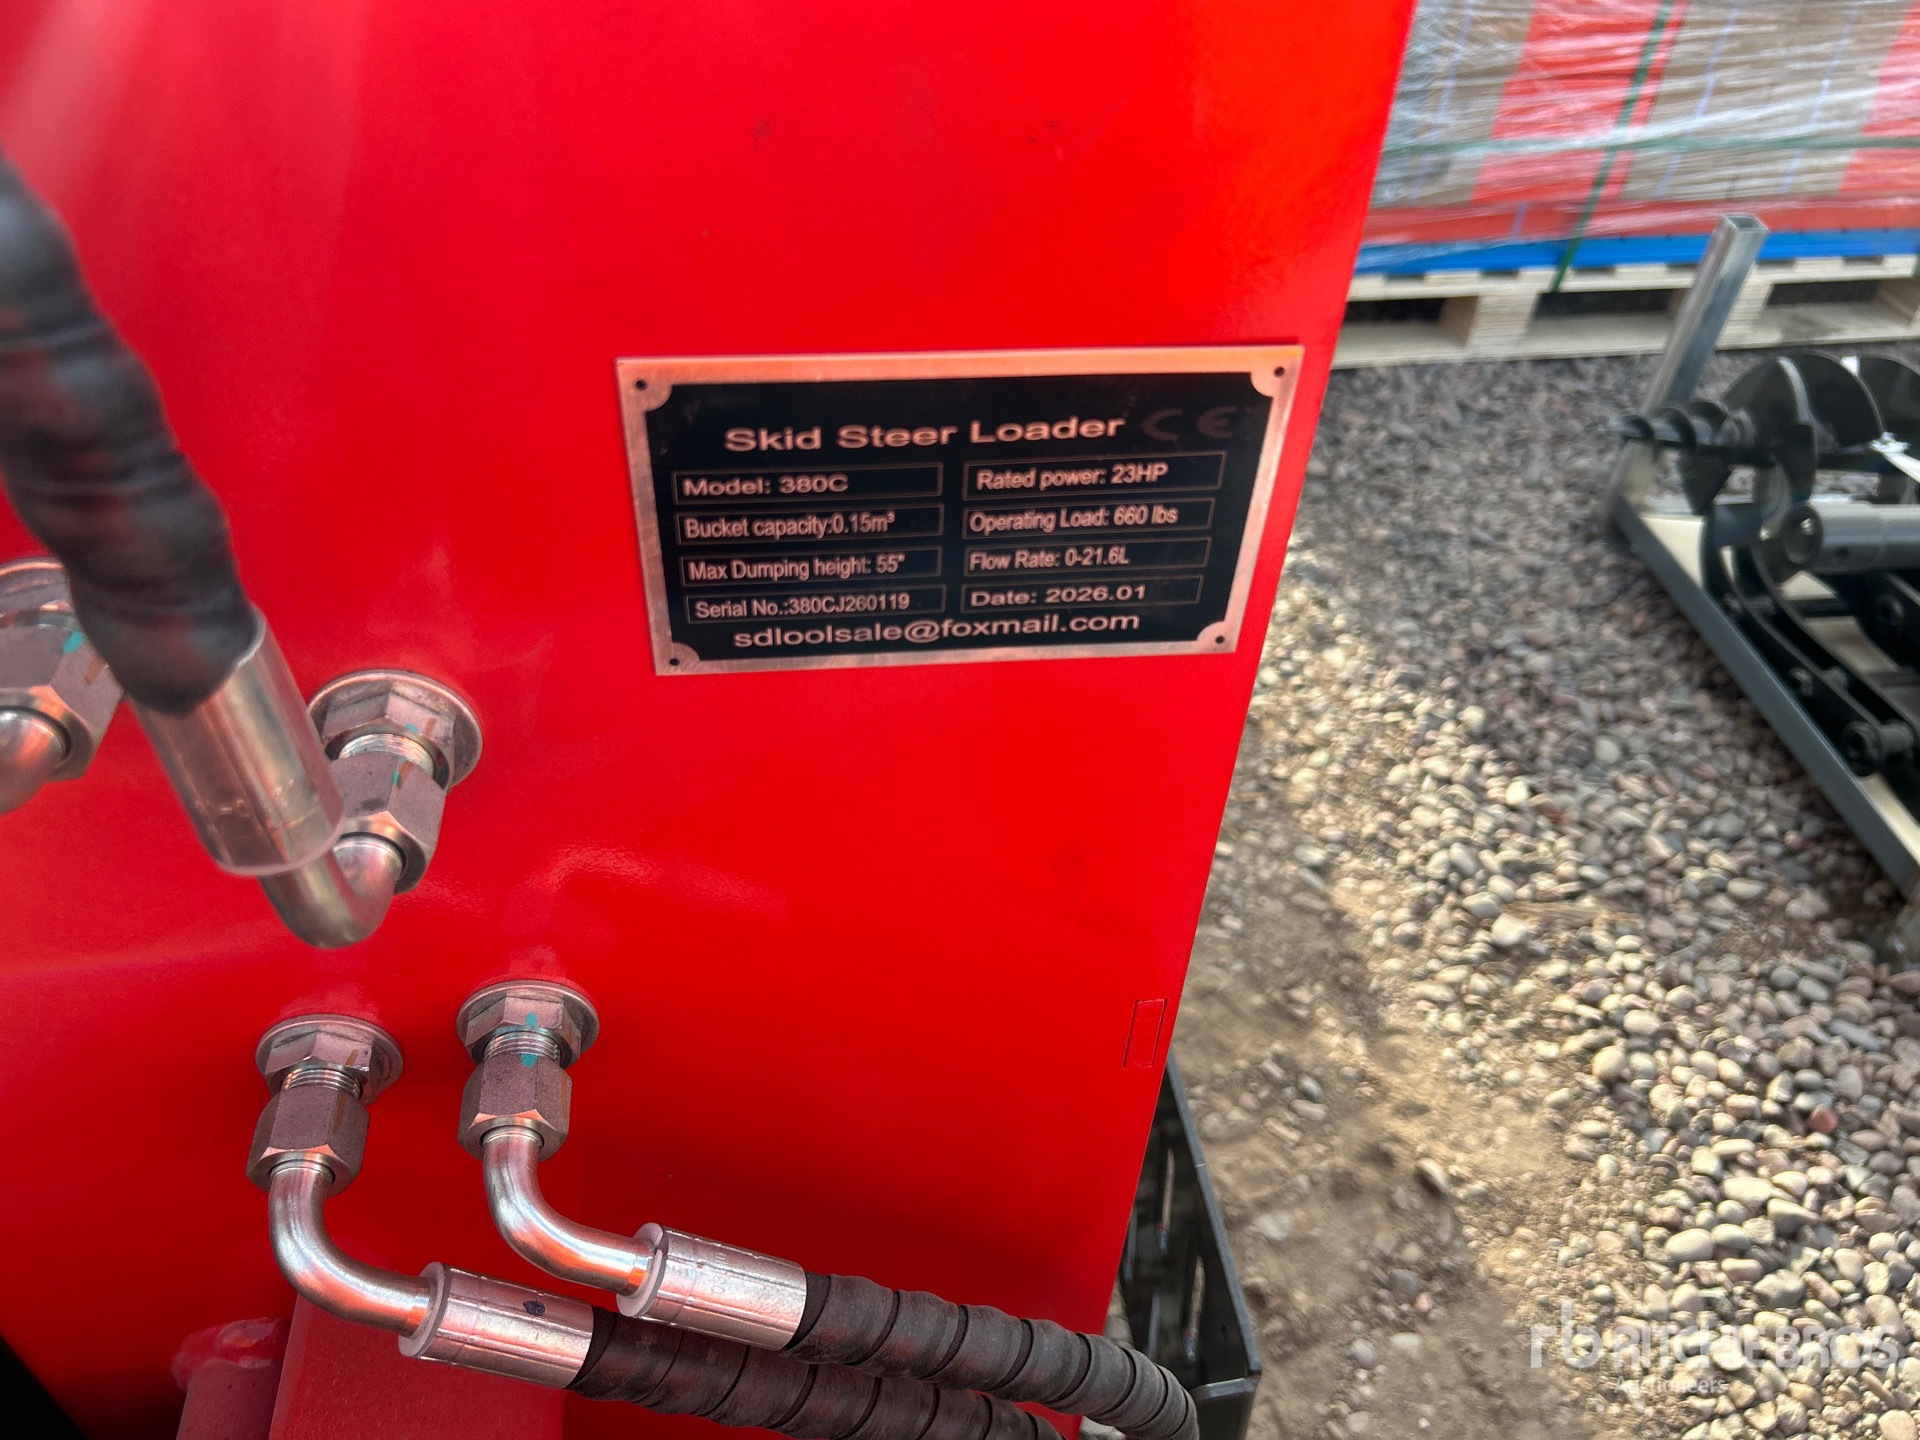 Skid Steer Loader CE
Model: 380C
Rated power: 23HP
Bucket capacity:0.15m³
Operating Load: 660 lbs
Max Dumping height: 55"
Flow Rate: 0-21.6L
Serial No.:380CJ260119
Date: 2026.01
sdloolsale@foxmail.com
rb RITCHIE BROS
Auctioneers